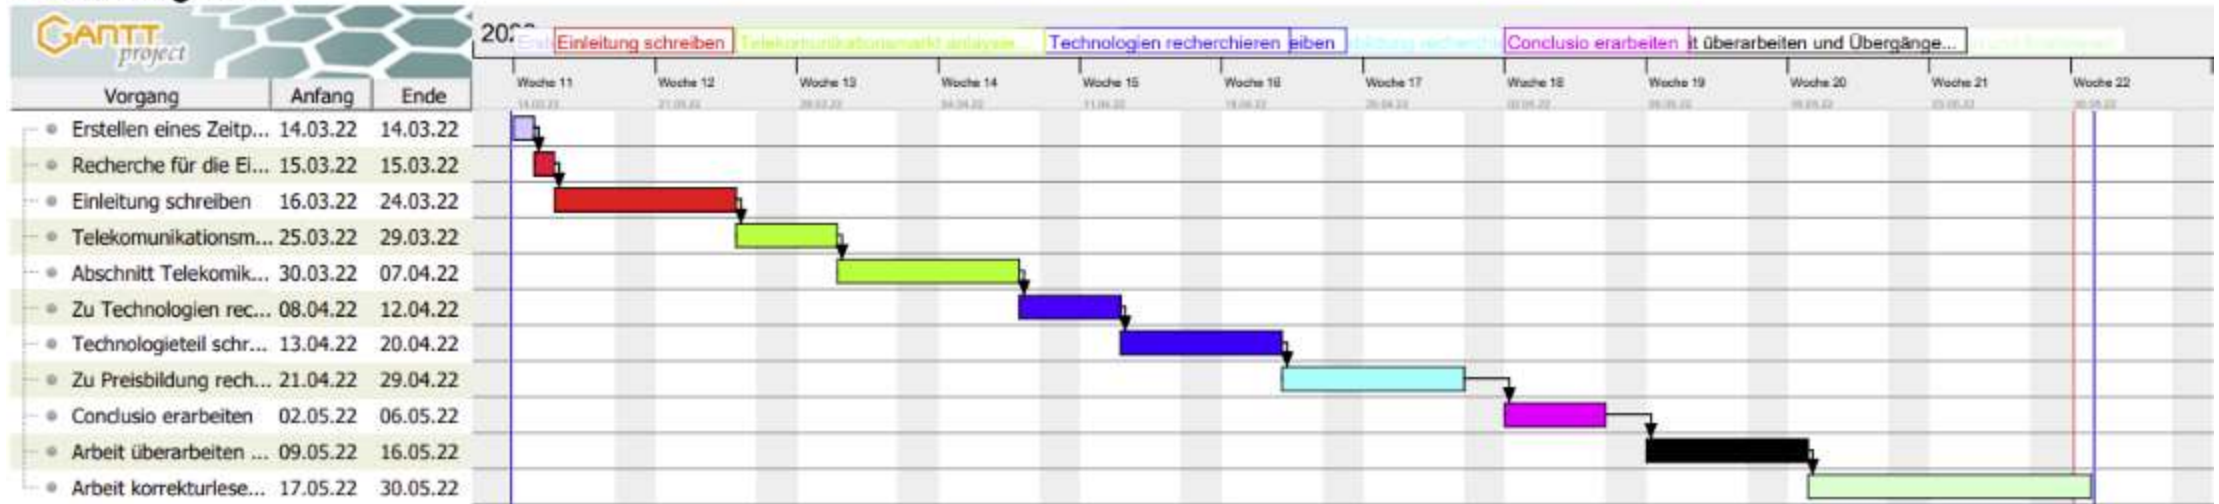 GANTT
project
Einleitung schreiben
Technologien recherchieren eiben
Conclusio erarbeiten t überarbeiten und Übergänge...
Vorgang Anfang Ende
Woche 11 Woche 12 Woche 13 Woche 14 Woche 15 Woche 16 Woche 17 Woche 18 Woche 19 Woche 20 Woche 21 Woche 22
Erstellen eines Zeitp... 14.03.22 14.03.22
Recherche für die Ei... 15.03.22 15.03.22
Einleitung schreiben 16.03.22 24.03.22
Telekomunikationsm... 25.03.22 29.03.22
Abschnitt Telekomik... 30.03.22 07.04.22
Zu Technologien rec... 08.04.22 12.04.22
Technologieteil schr... 13.04.22 20.04.22
Zu Preisbildung rech... 21.04.22 29.04.22
Conclusio erarbeiten 02.05.22 06.05.22
Arbeit überarbeiten ... 09.05.22 16.05.22
Arbeit korrekturlese... 17.05.22 30.05.22